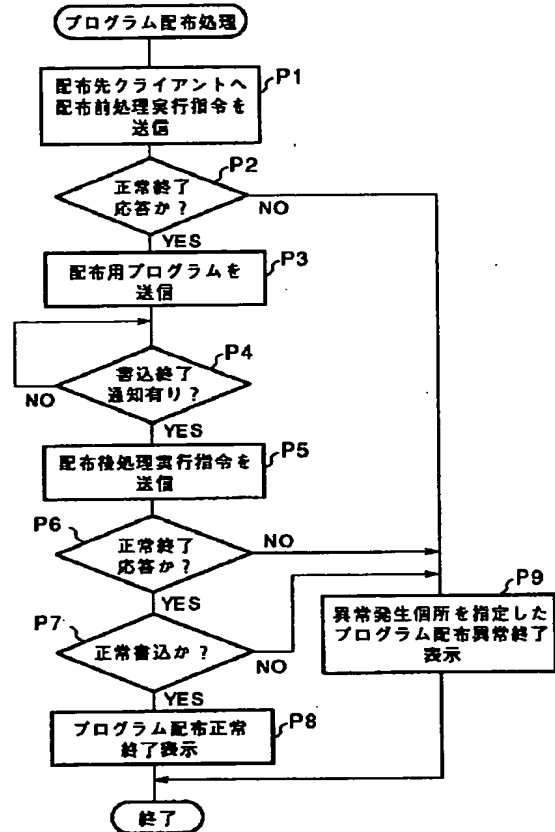 プログラム配布処理
配布先クライアントへ
配布前処理実行指令を
送信
P1
正常終了
応答か?
P2
NO
YES
配布用プログラムを
送信
P3
書込終了
通知有り?
P4
NO
YES
配布後処理実行指令を
送信
P5
正常終了
応答か?
P6
NO
YES
正常書込か?
P7
NO
YES
異常発生個所を指定した
プログラム配布異常終了
表示
P9
プログラム配布正常
終了表示
P8
終了